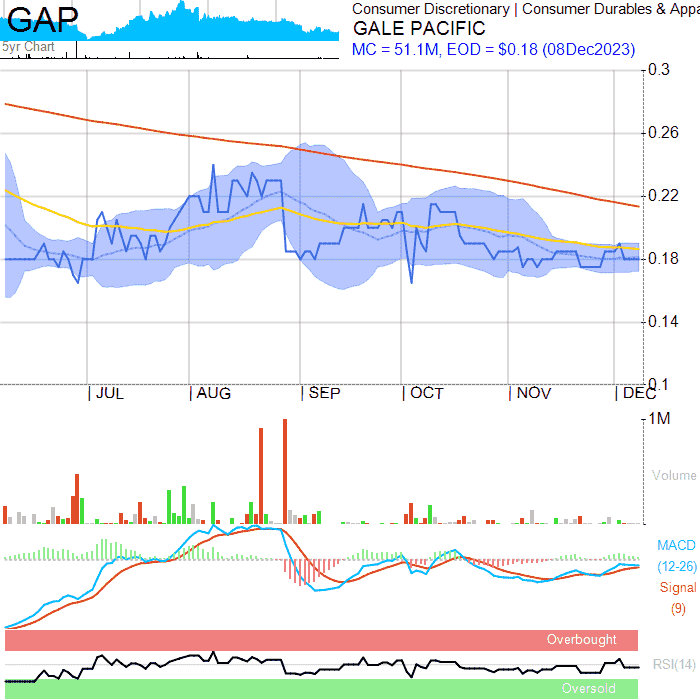 GAP
5yr Chart
Consumer Discretionary | Consumer Durables & Appa
GALE PACIFIC
MC = 51.1M, EOD = $0.18 (08Dec2023)
0.3
0.26
0.22
0.18
0.14
0.1
JUL AUG SEP OCT NOV DEC
1M
Volume
MACD
(12-26)
Signal
(9)
Overbought
RSI(14)
Oversold